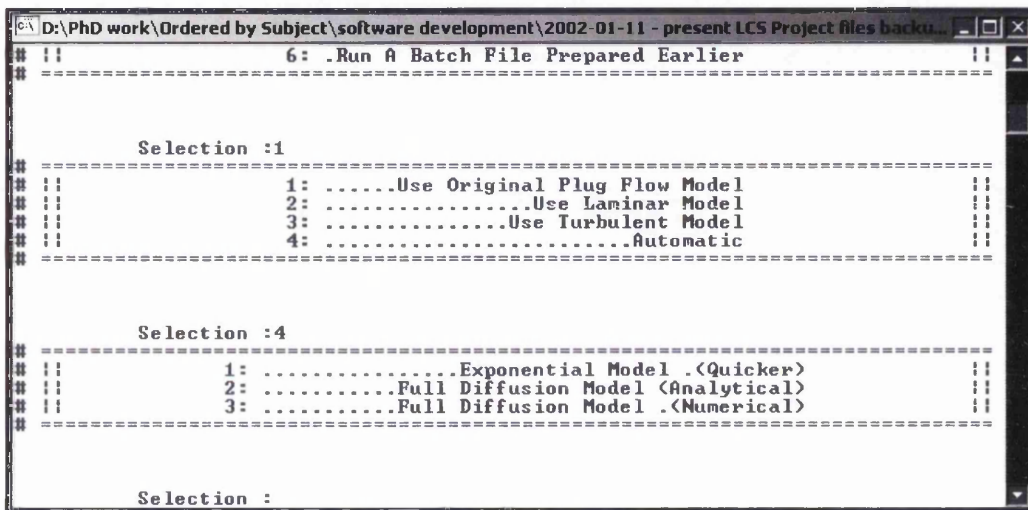 D:\PhD work\Ordered by Subject\software development\2002-01-11 - present LCS Project files backu...
# || 6: .Run A Batch File Prepared Earlier ||
# =============================================================================
Selection :1
# =============================================================================
# || 1: ......Use Original Plug Flow Model ||
# || 2: .................Use Laminar Model ||
# || 3: ...............Use Turbulent Model ||
# || 4: .........................Automatic ||
# =============================================================================
Selection :4
# =============================================================================
# || 1: ................Exponential Model .(Quicker) ||
# || 2: ...........Full Diffusion Model (Analytical) ||
# || 3: ...........Full Diffusion Model .(Numerical) ||
# =============================================================================
Selection :